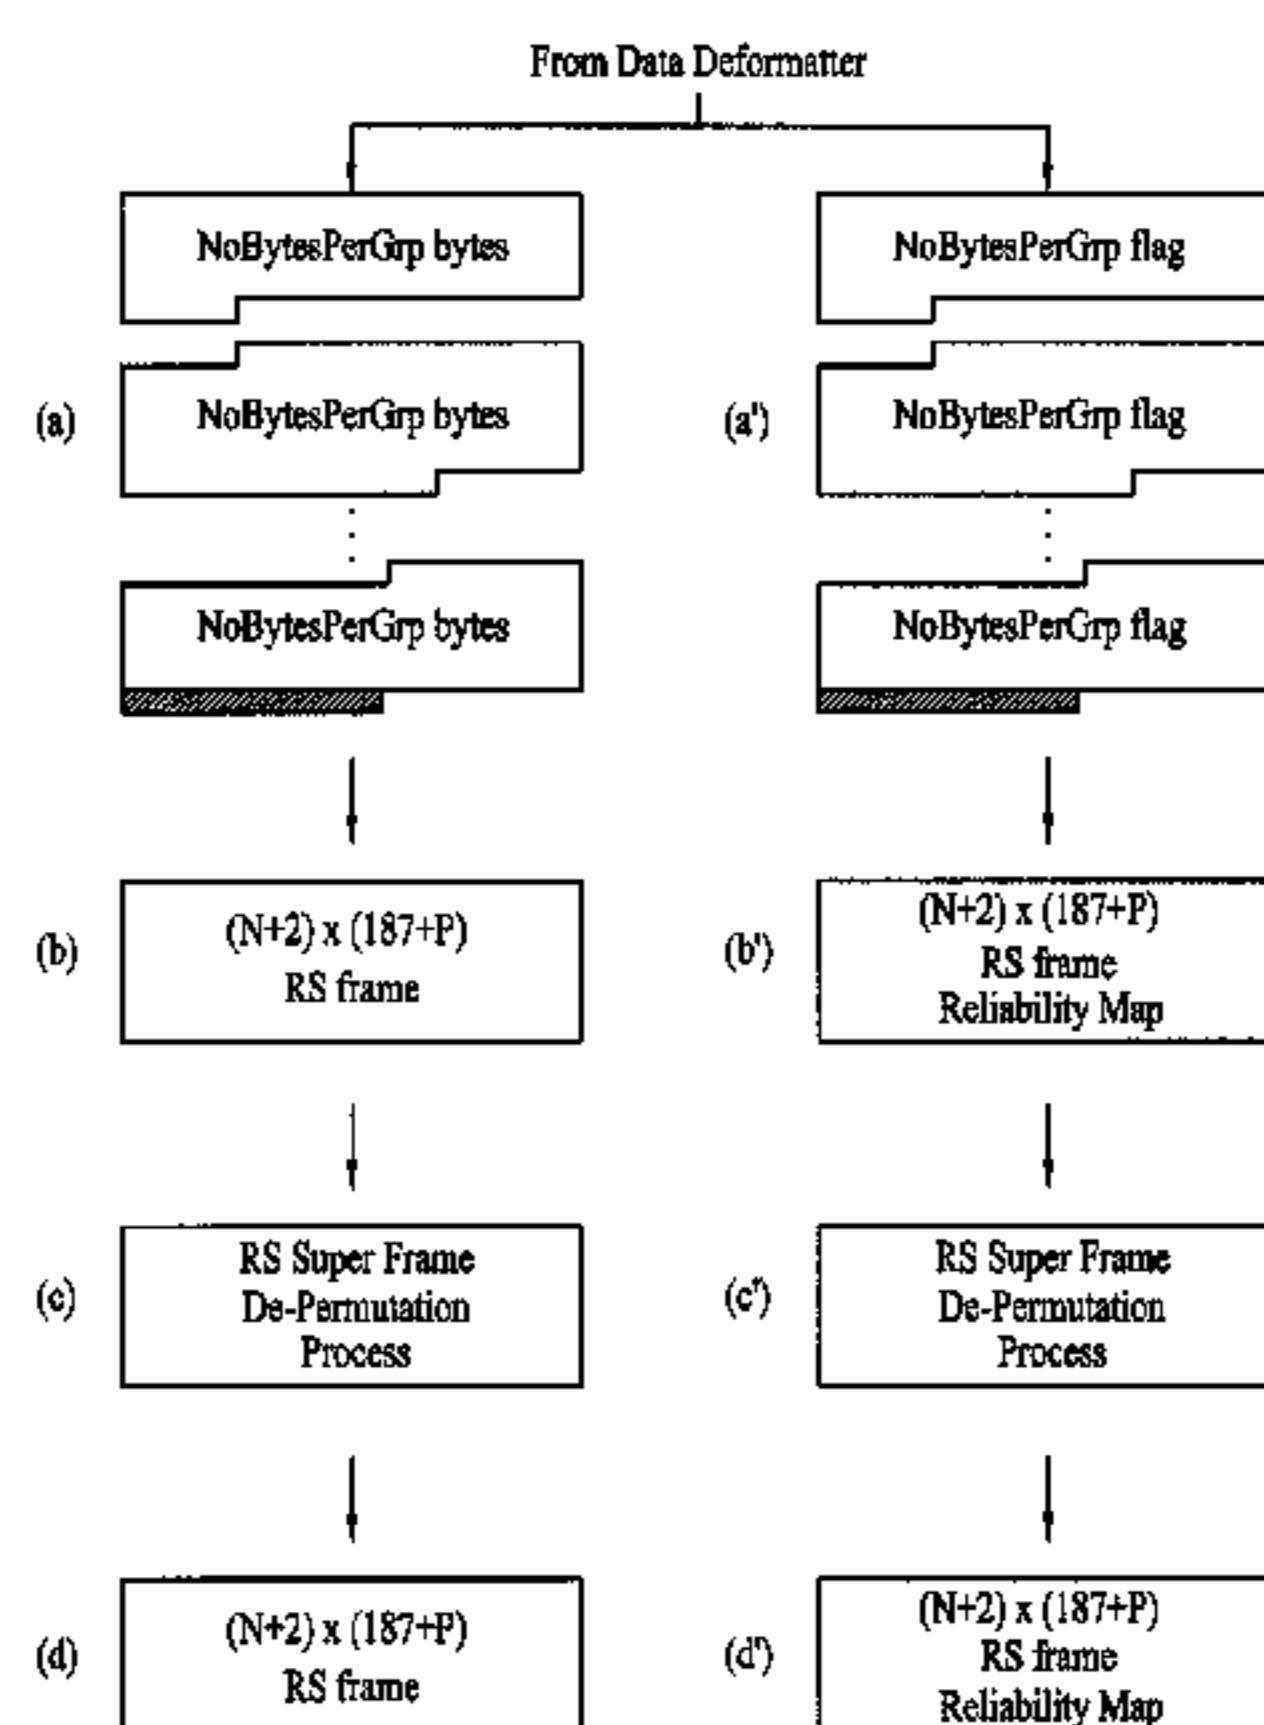 From Data Deformatter
NoBytesPerGrp bytes
NoBytesPerGrp flag
(a)
NoBytesPerGrp bytes
(a')
NoBytesPerGrp flag
NoBytesPerGrp bytes
NoBytesPerGrp flag
(b)
(N+2) x (187+P)
RS frame
(b')
(N+2) x (187+P)
RS frame
Reliability Map
(c)
RS Super Frame
De-Permutation
Process
(c')
RS Super Frame
De-Permutation
Process
(d)
(N+2) x (187+P)
RS frame
(d')
(N+2) x (187+P)
RS frame
Reliability Map